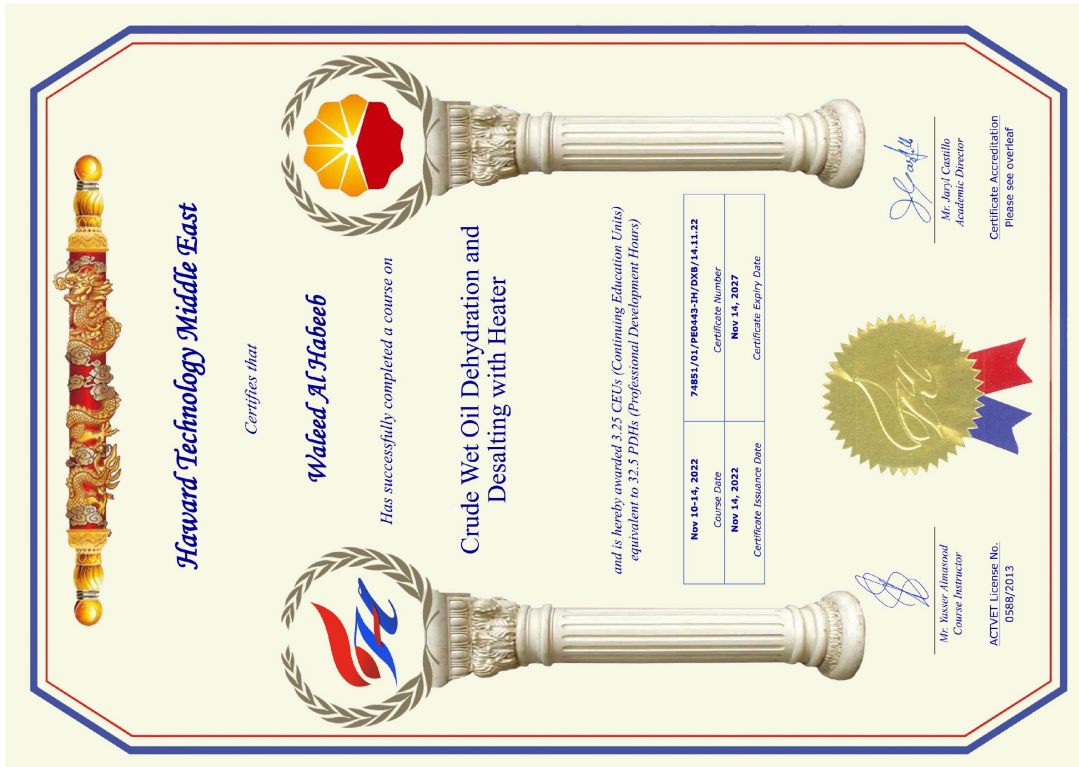 Haward Technology Middle East
Certifies that
Waleed Al Habeeb
Has successfully completed a course on
Crude Wet Oil Dehydration and
Desalting with Heater
and is hereby awarded 3.25 CEUs (Continuing Education Units)
equivalent to 32.5 PDHs (Professional Development Hours)
Nov 10-14, 2022 74851/01/PE0443-IH/DXB/14.11.22
Course Date Certificate Number
Nov 14, 2022 Nov 14, 2027
Certificate Issuance Date Certificate Expiry Date
Mr. Yasser Almasood
Course Instructor
Mr. Jaryl Castillo
Academic Director
ACTVET License No.
0588/2013
Certificate Accreditation
Please see overleaf